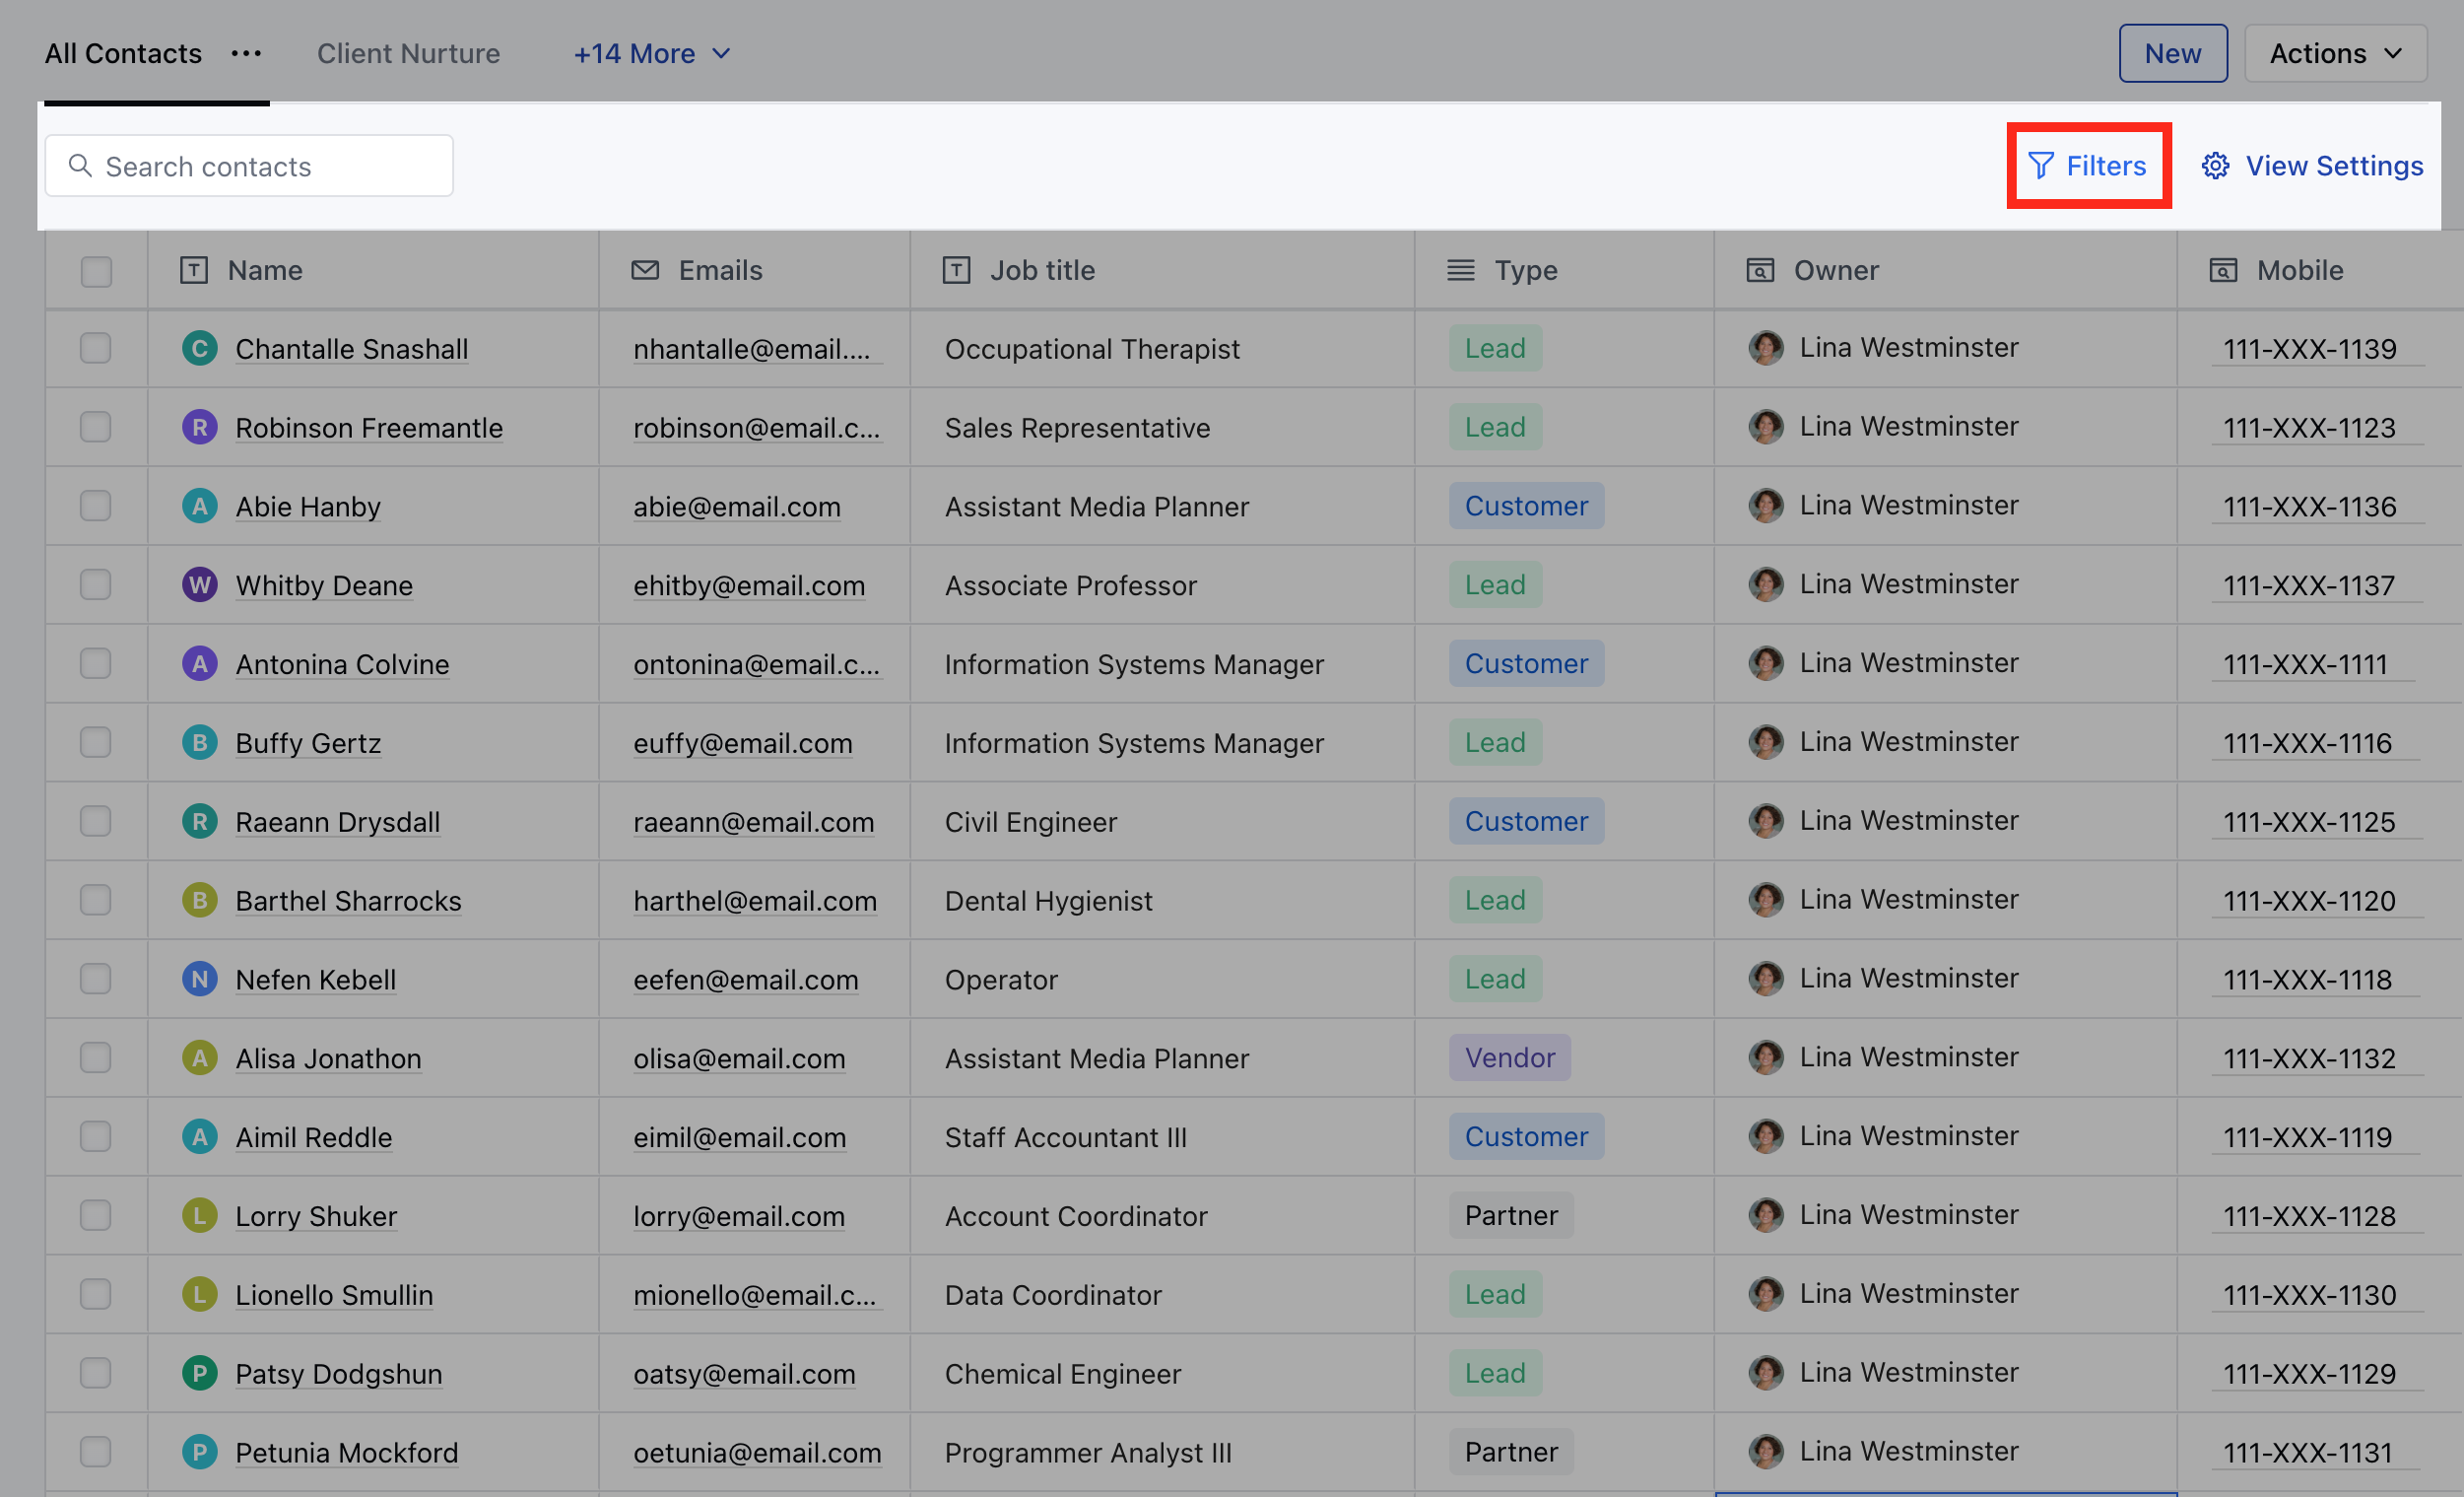 All Contacts ••• Client Nurture +14 More New Actions
Search contacts Filters View Settings
T Name Emails T Job title Type Owner Mobile
C Chantalle Snashall nhantalle@email.... Occupational Therapist Lead Lina Westminster 111-XXX-1139
R Robinson Freemantle robinson@email.c... Sales Representative Lead Lina Westminster 111-XXX-1123
A Abie Hanby abie@email.com Assistant Media Planner Customer Lina Westminster 111-XXX-1136
W Whitby Deane ehitby@email.com Associate Professor Lead Lina Westminster 111-XXX-1137
A Antonina Colvine ontonina@email.c... Information Systems Manager Customer Lina Westminster 111-XXX-1111
B Buffy Gertz euffy@email.com Information Systems Manager Lead Lina Westminster 111-XXX-1116
R Raeann Drysdall raeann@email.com Civil Engineer Customer Lina Westminster 111-XXX-1125
B Barthel Sharrocks harthel@email.com Dental Hygienist Lead Lina Westminster 111-XXX-1120
N Nefen Kebell eefen@email.com Operator Lead Lina Westminster 111-XXX-1118
A Alisa Jonathon olisa@email.com Assistant Media Planner Vendor Lina Westminster 111-XXX-1132
A Aimil Reddle eimil@email.com Staff Accountant III Customer Lina Westminster 111-XXX-1119
L Lorry Shuker lorry@email.com Account Coordinator Partner Lina Westminster 111-XXX-1128
L Lionello Smullin mionello@email.c... Data Coordinator Lead Lina Westminster 111-XXX-1130
P Patsy Dodgshun oatsy@email.com Chemical Engineer Lead Lina Westminster 111-XXX-1129
P Petunia Mockford oetunia@email.com Programmer Analyst III Partner Lina Westminster 111-XXX-1131